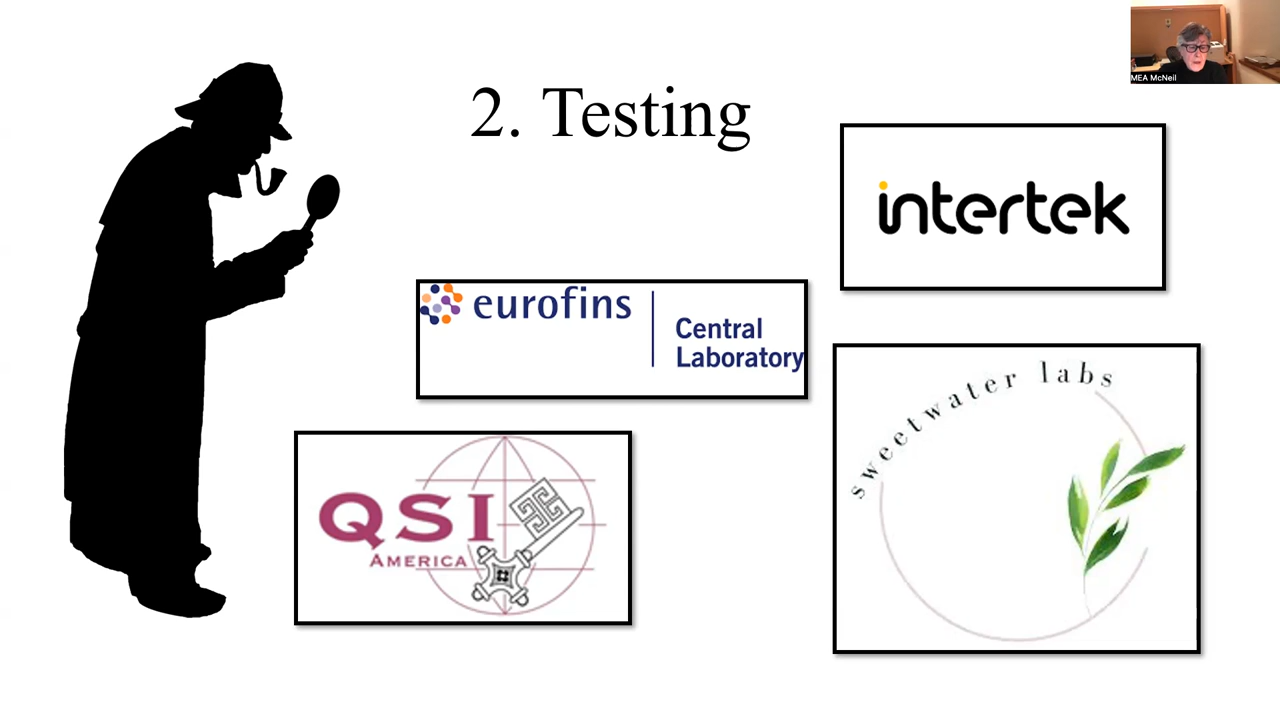 MEA McNeil
2. Testing
intertek
eurofins
Central
Laboratory
sweetwater labs
QSI
AMERICA